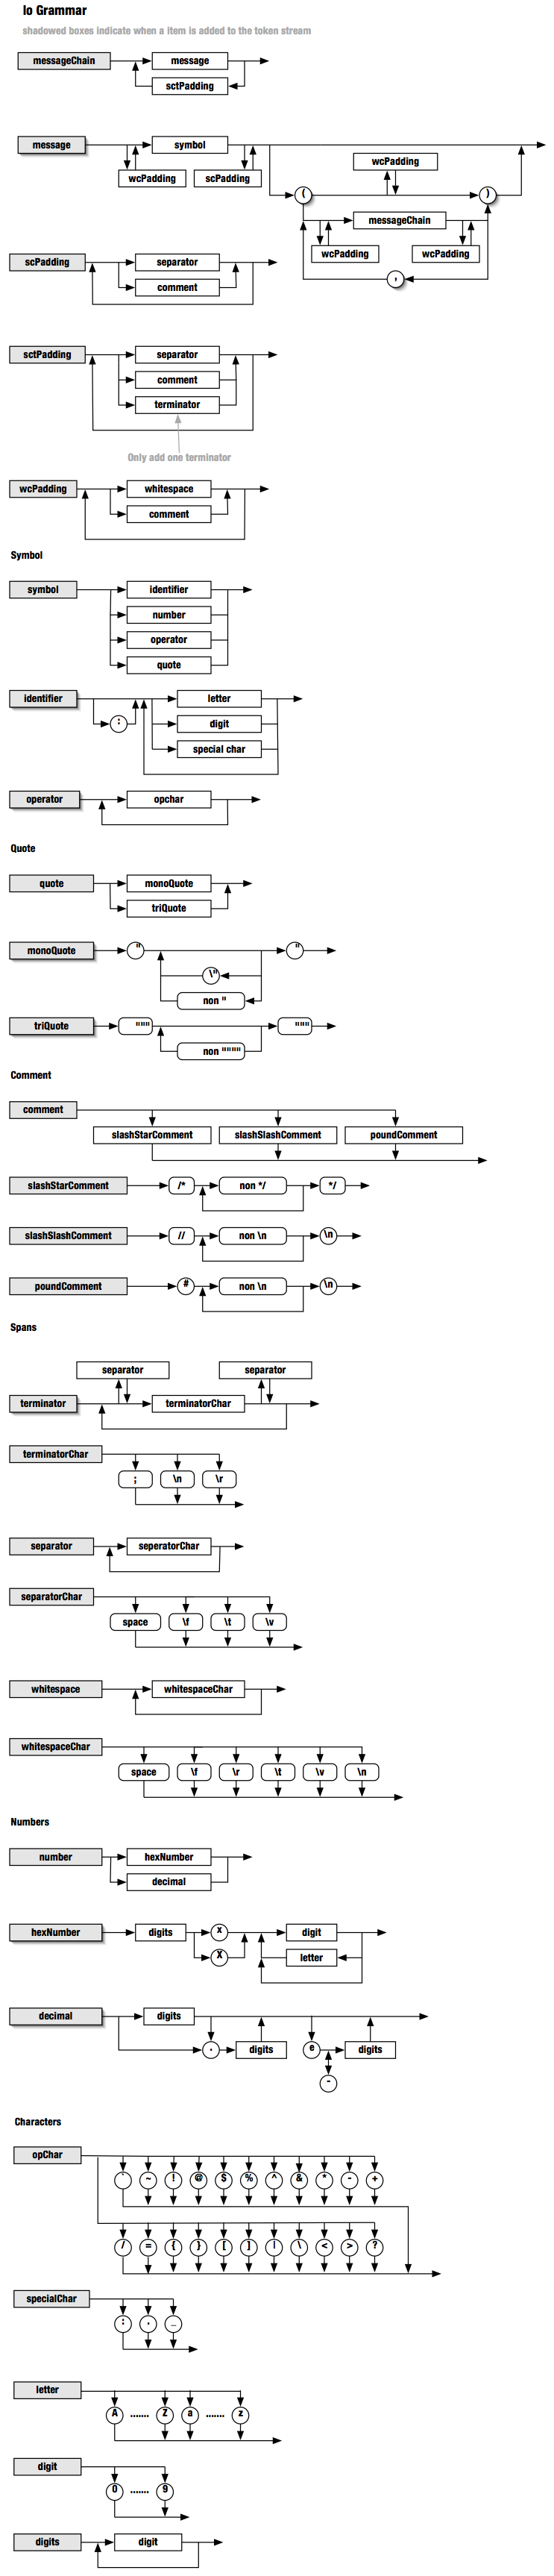 Io Grammar
shadowed boxes indicate when a item is added to the token stream
messageChain message
sctPadding
message symbol
wcPadding scPadding
wcPadding
( )
messageChain
wcPadding wcPadding
,
scPadding separator
comment
sctPadding separator
comment
terminator
Only add one terminator
wcPadding whitespace
comment
Symbol
symbol identifier
number
operator
quote
identifier letter
: digit
special char
operator opchar
Quote
quote monoQuote
triQuote
monoQuote " "
\"
non "
triQuote """ """
non """"
Comment
comment
slashStarComment slashSlashComment poundComment
slashStarComment /* non */ */
slashSlashComment // non \n \n
poundComment # non \n \n
Spans
separator separator
terminator terminatorChar
terminatorChar
; \n \r
separator seperatorChar
separatorChar
space \f \t \v
whitespace whitespaceChar
whitespaceChar
space \f \r \t \v \n
Numbers
number hexNumber
decimal
hexNumber digits x digit
X letter
decimal digits
. digits e digits
-
Characters
opChar
` ~ ! @ $ % ^ & * - +
/ = { } [ ] | \ < > ?
specialChar
: . _
letter
A ....... Z a ....... z
digit
0 ....... 9
digits digit